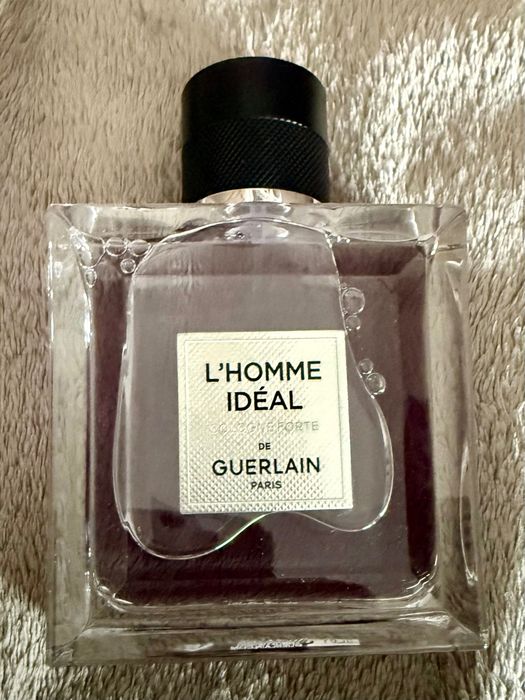 L'HOMME
IDÉAL
COLOGNE FORTE
DE
GUERLAIN
PARIS